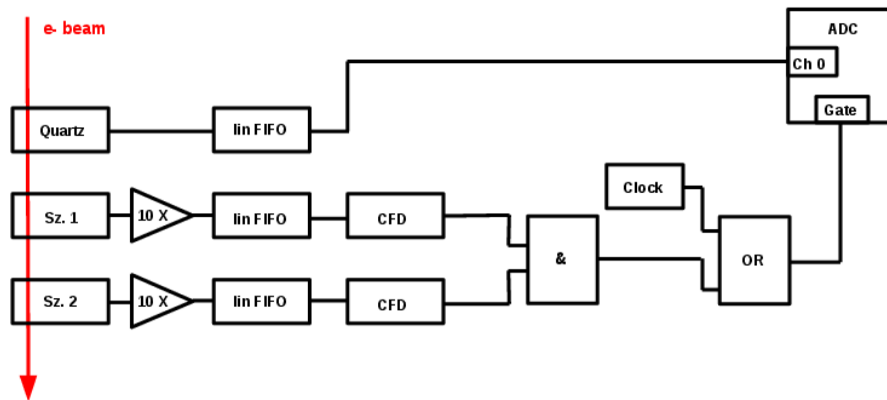 e- beam
ADC
Ch 0
Gate
Quartz
lin FIFO
Clock
Sz. 1
10 X
lin FIFO
CFD
&
OR
Sz. 2
10 X
lin FIFO
CFD